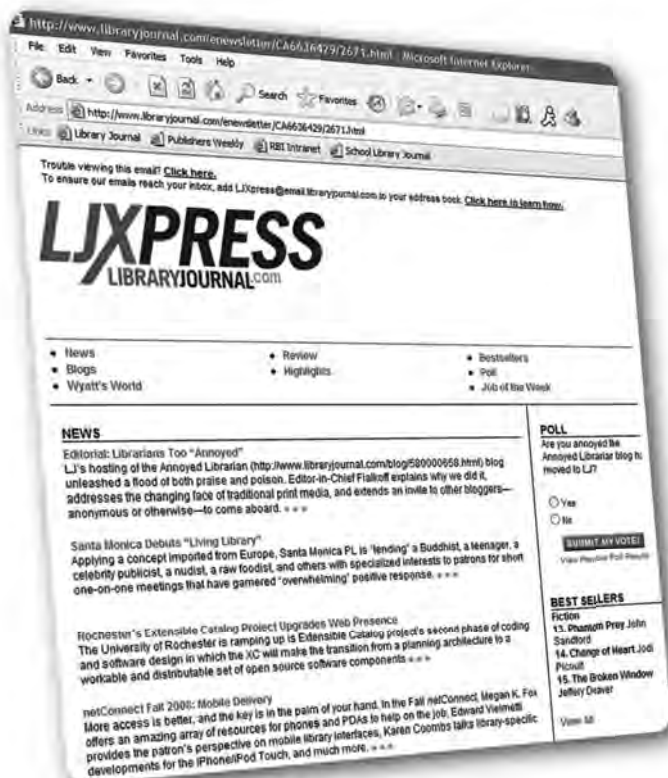 http://www.libraryjournal.com/enewsletter/CA6636429/2671.html - Microsoft Internet Explorer
File Edit View Favorites Tools Help
Back Search Favorites
Address http://www.libraryjournal.com/enewsletter/CA6636429/2671.html
Links Library Journal Publishers Weekly RBI Intranet School Library Journal
Trouble viewing this email? Click here.
To ensure our emails reach your inbox, add LJXpress@email.libraryjournal.com to your address book. Click here to learn how.
LJXPRESS
LIBRARYJOURNAL.com
• News
• Blogs
• Wyatt's World
• Review
• Highlights
• Bestsellers
• Poll
• Job of the Week
NEWS
Editorial: Librarians Too "Annoyed"
LJ's hosting of the Annoyed Librarian (http://www.libraryjournal.com/blog/580000658.html) blog
unleashed a flood of both praise and poison. Editor-in-Chief Fialkoff explains why we did it,
addresses the changing face of traditional print media, and extends an invite to other bloggers—
anonymous or otherwise—to come aboard.
Santa Monica Debuts "Living Library"
Applying a concept imported from Europe, Santa Monica PL is 'lending' a Buddhist, a teenager, a
celebrity publicist, a nudist, a raw foodist, and others with specialized interests to patrons for short
one-on-one meetings that have garnered "overwhelming" positive response.
Rochester's Extensible Catalog Project Upgrades Web Presence
The University of Rochester is ramping up is Extensible Catalog project's second phase of coding
and software design in which the XC will make the transition from a planning architecture to a
workable and distributable set of open source software components
netConnect Fall 2008: Mobile Delivery
More access is better, and the key is in the palm of your hand. In the Fall netConnect, Megan K. Fox
offers an amazing array of resources for phones and PDAs to help on the job, Edward Vielmetti
provides the patron's perspective on mobile library interfaces, Karen Coombs talks library-specific
developments for the iPhone/iPod Touch, and much more.
POLL
Are you annoyed the
Annoyed Librarian blog has
moved to LJ?
Yes
No
SUBMIT MY VOTE!
View Previous Poll Results
BEST SELLERS
Fiction
13. Phantom Prey John
Sandford
14. Change of Heart Jodi
Picoult
15. The Broken Window
Jeffery Deaver
View All